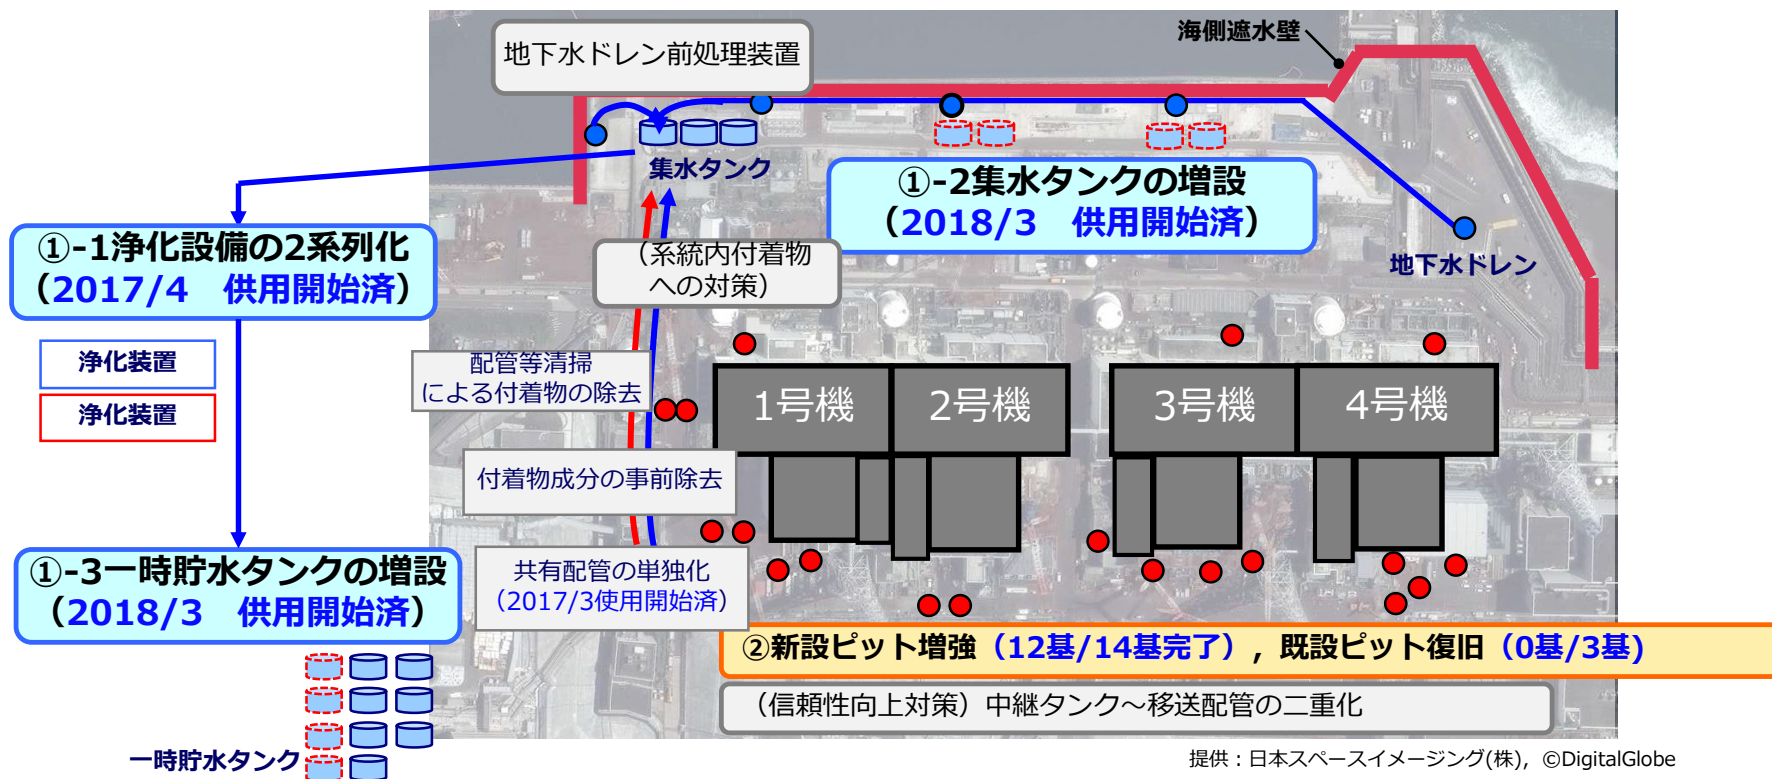 地下水ドレン前処理装置
海側遮水壁
集水タンク
①-2集水タンクの増設
（2018/3　供用開始済）
①-1浄化設備の2系列化
（2017/4　供用開始済）
（系統内付着物
への対策）
地下水ドレン
浄化装置
浄化装置
配管等清掃
による付着物の除去
1号機
2号機
3号機
4号機
付着物成分の事前除去
共有配管の単独化
（2017/3使用開始済）
①-3一時貯水タンクの増設
（2018/3　供用開始済）
②新設ピット増強（12基/14基完了），既設ピット復旧（0基/3基)
（信頼性向上対策）中継タンク～移送配管の二重化
一時貯水タンク
提供：日本スペースイメージング(株)，©DigitalGlobe